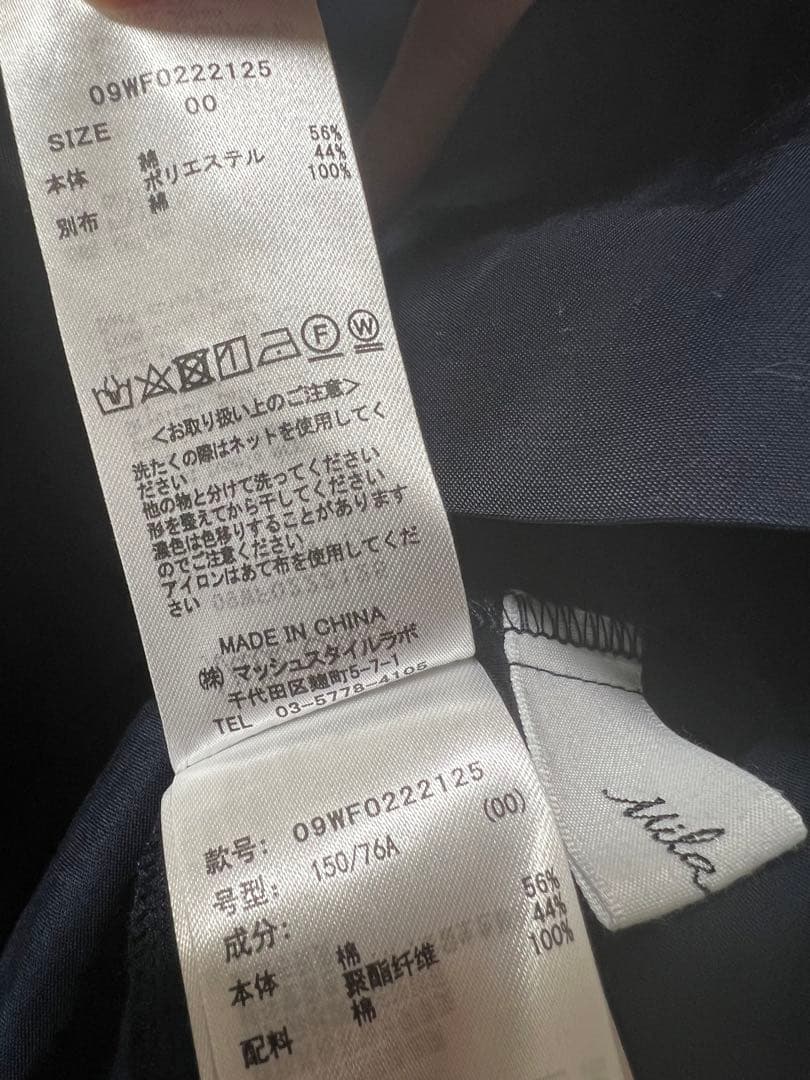 09WF0222125
SIZE 00
本体 綿 56%
ポリエステル 44%
別布 綿 100%
F W
＜お取り扱い上のご注意＞
洗たくの際はネットを使用してく
ださい
他の物と分けて洗ってください
形を整えてから干してください
濃色は色移りすることがあります
のでご注意ください
アイロンはあて布を使用してくだ
さい
MADE IN CHINA
㈱ マッシュスタイルラボ
千代田区麹町5-7-1
TEL 03-5778-4105
款号: 09WF0222125
号型: 150/76A (00)
成分:
本体 棉 56%
聚酯纤维 44%
配料 棉 100%
Mila